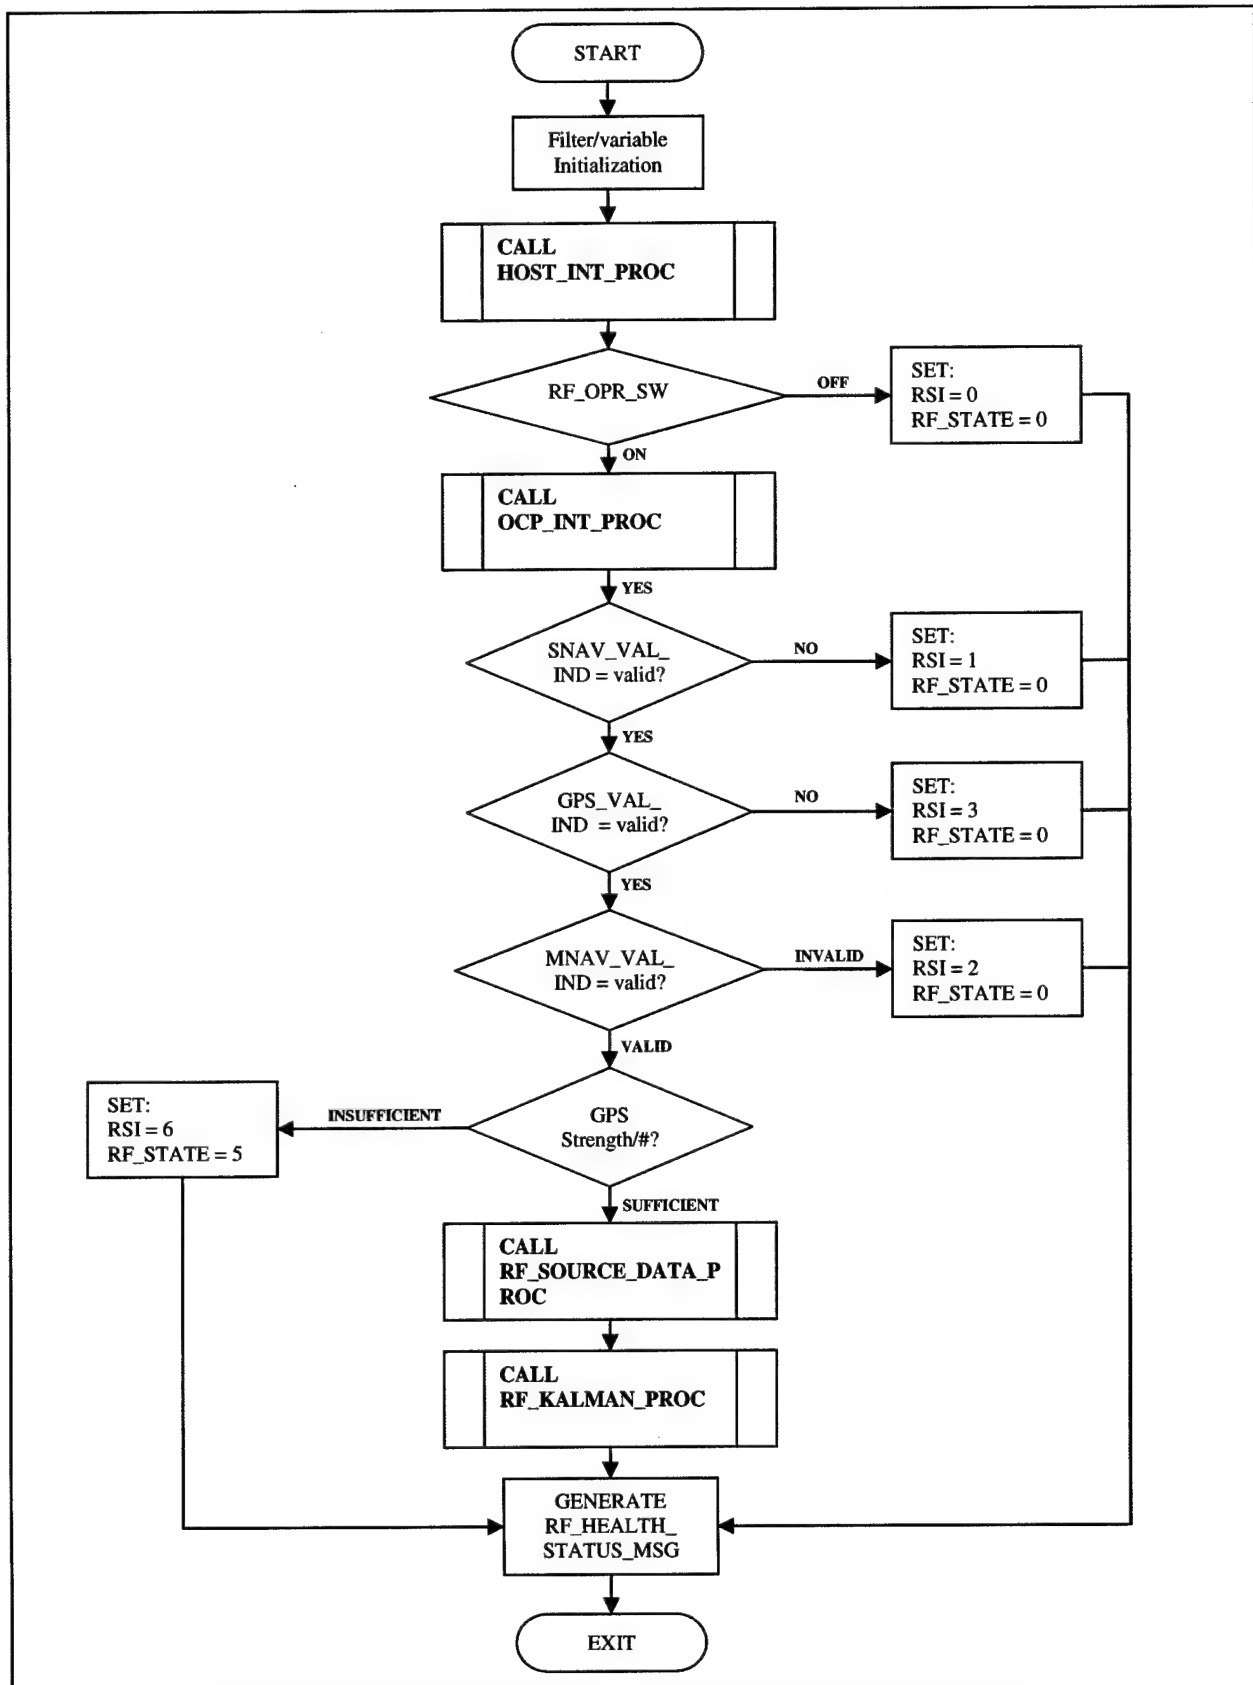 START
Filter/variable
Initialization
CALL
HOST_INT_PROC
RF_OPR_SW
OFF
SET:
RSI = 0
RF_STATE = 0
ON
CALL
OCP_INT_PROC
YES
SNAV_VAL_
IND = valid?
NO
SET:
RSI = 1
RF_STATE = 0
YES
GPS_VAL_
IND = valid?
NO
SET:
RSI = 3
RF_STATE = 0
YES
MNAV_VAL_
IND = valid?
INVALID
SET:
RSI = 2
RF_STATE = 0
VALID
GPS
Strength/#?
INSUFFICIENT
SET:
RSI = 6
RF_STATE = 5
SUFFICIENT
CALL
RF_SOURCE_DATA_P
ROC
CALL
RF_KALMAN_PROC
GENERATE
RF_HEALTH_
STATUS_MSG
EXIT